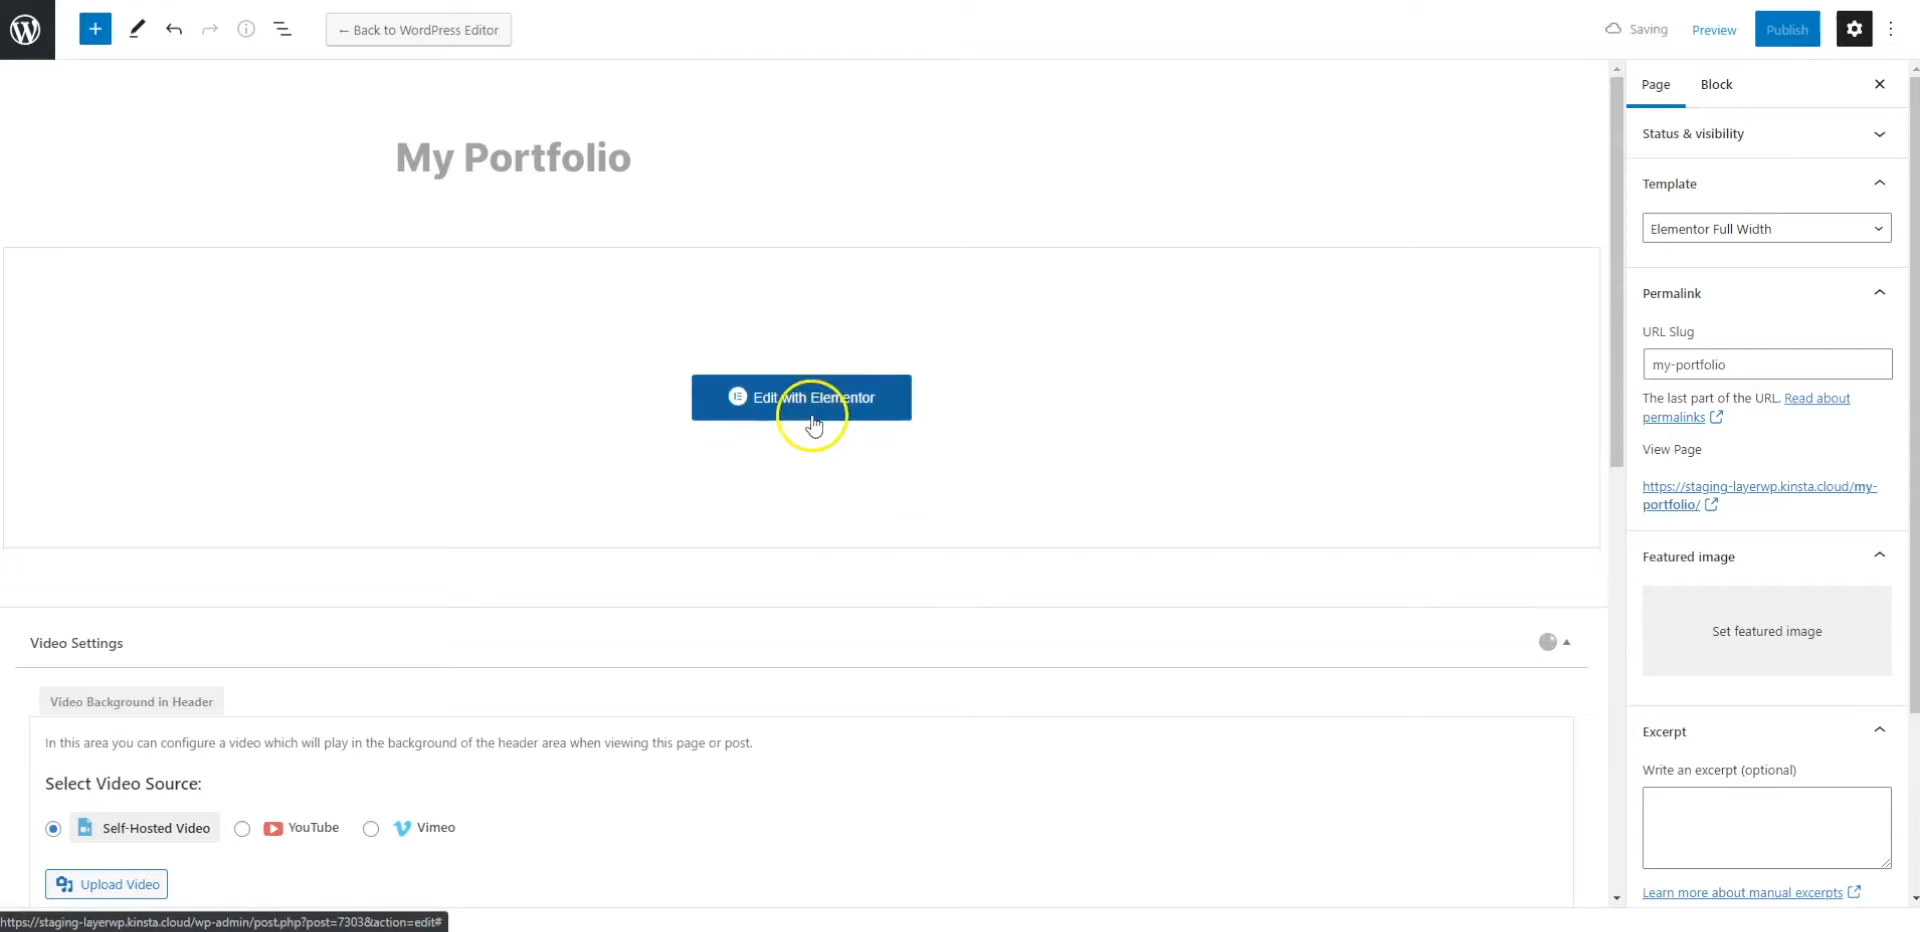 ← Back to WordPress Editor
Saving
Preview
Publish
Page
Block
Status & visibility
My Portfolio
Template
Elementor Full Width
Permalink
URL Slug
my-portfolio
Edit with Elementor
The last part of the URL. Read about
permalinks
View Page
https://staging-layerwp.kinsta.cloud/my-
portfolio/
Featured image
Set featured image
Video Settings
Video Background in Header
In this area you can configure a video which will play in the background of the header area when viewing this page or post.
Select Video Source:
Self-Hosted Video
YouTube
Vimeo
Upload Video
Excerpt
Write an excerpt (optional)
Learn more about manual excerpts
https://staging-layerwp.kinsta.cloud/wp-admin/post.php?post=7303&action=edit#